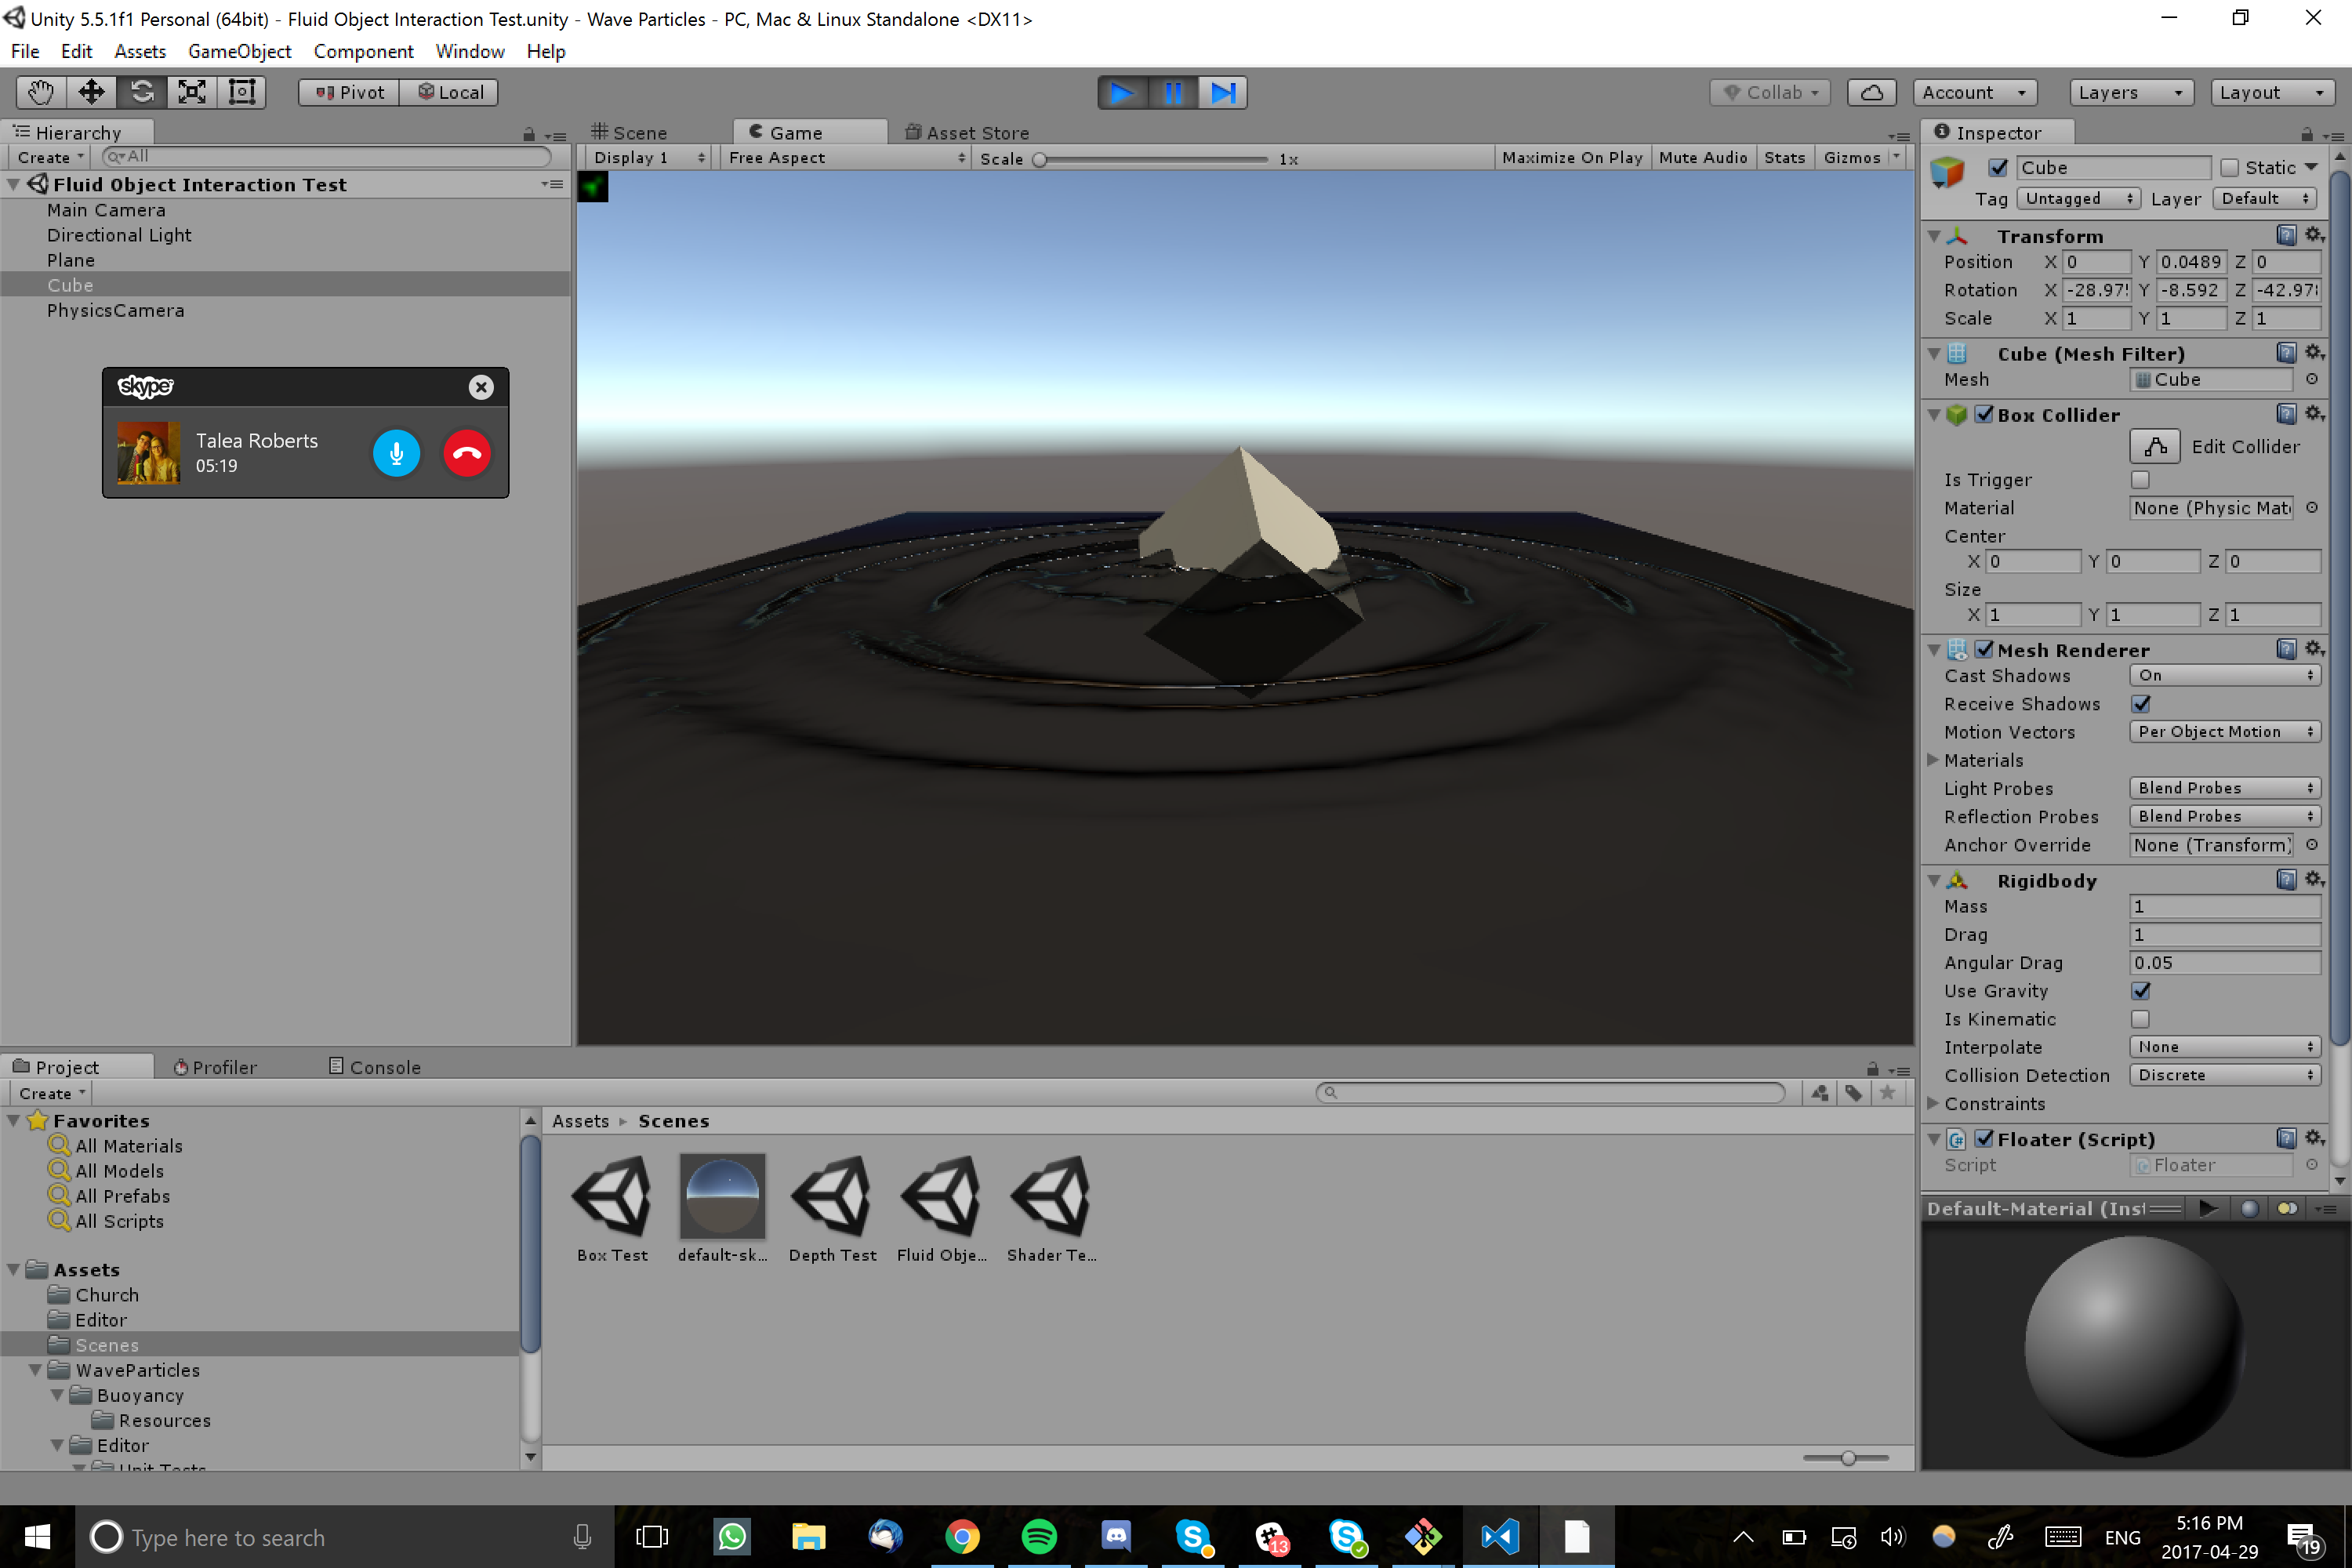 Unity 5.5.1f1 Personal (64bit) - Fluid Object Interaction Test.unity - Wave Particles - PC, Mac & Linux Standalone <DX11>
File Edit Assets GameObject Component Window Help
Pivot Local Collab Account Layers Layout
Hierarchy
Create All
Fluid Object Interaction Test
Main Camera
Directional Light
Plane
Cube
PhysicsCamera
skype
Talea Roberts
05:19
Scene Game Asset Store
Display 1 Free Aspect Scale 1x Maximize On Play Mute Audio Stats Gizmos
Inspector
Cube Static
Tag Untagged Layer Default
Transform
Position X 0 Y 0.0489 Z 0
Rotation X -28.97 Y -8.592 Z -42.97
Scale X 1 Y 1 Z 1
Cube (Mesh Filter)
Mesh Cube
Box Collider
Edit Collider
Is Trigger
Material None (Physic Mat
Center
X 0 Y 0 Z 0
Size
X 1 Y 1 Z 1
Mesh Renderer
Cast Shadows On
Receive Shadows
Motion Vectors Per Object Motion
Materials
Light Probes Blend Probes
Reflection Probes Blend Probes
Anchor Override None (Transform)
Rigidbody
Mass 1
Drag 1
Angular Drag 0.05
Use Gravity
Is Kinematic
Interpolate None
Collision Detection Discrete
Constraints
Floater (Script)
Script Floater
Default-Material (Inst
Project Profiler Console
Create
Favorites
All Materials
All Models
All Prefabs
All Scripts
Assets
Church
Editor
Scenes
WaveParticles
Buoyancy
Resources
Editor
Unit Tests
Assets Scenes
Box Test default-sk... Depth Test Fluid Obje... Shader Te...
Type here to search
13
ENG
5:16 PM
2017-04-29
19